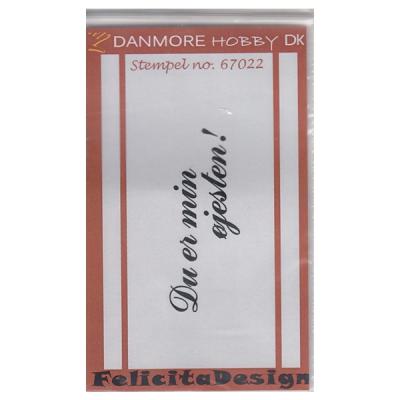 DANMORE HOBBY DK
Stempel no. 67022
Du er min
øjesten!
FelicitaDesign